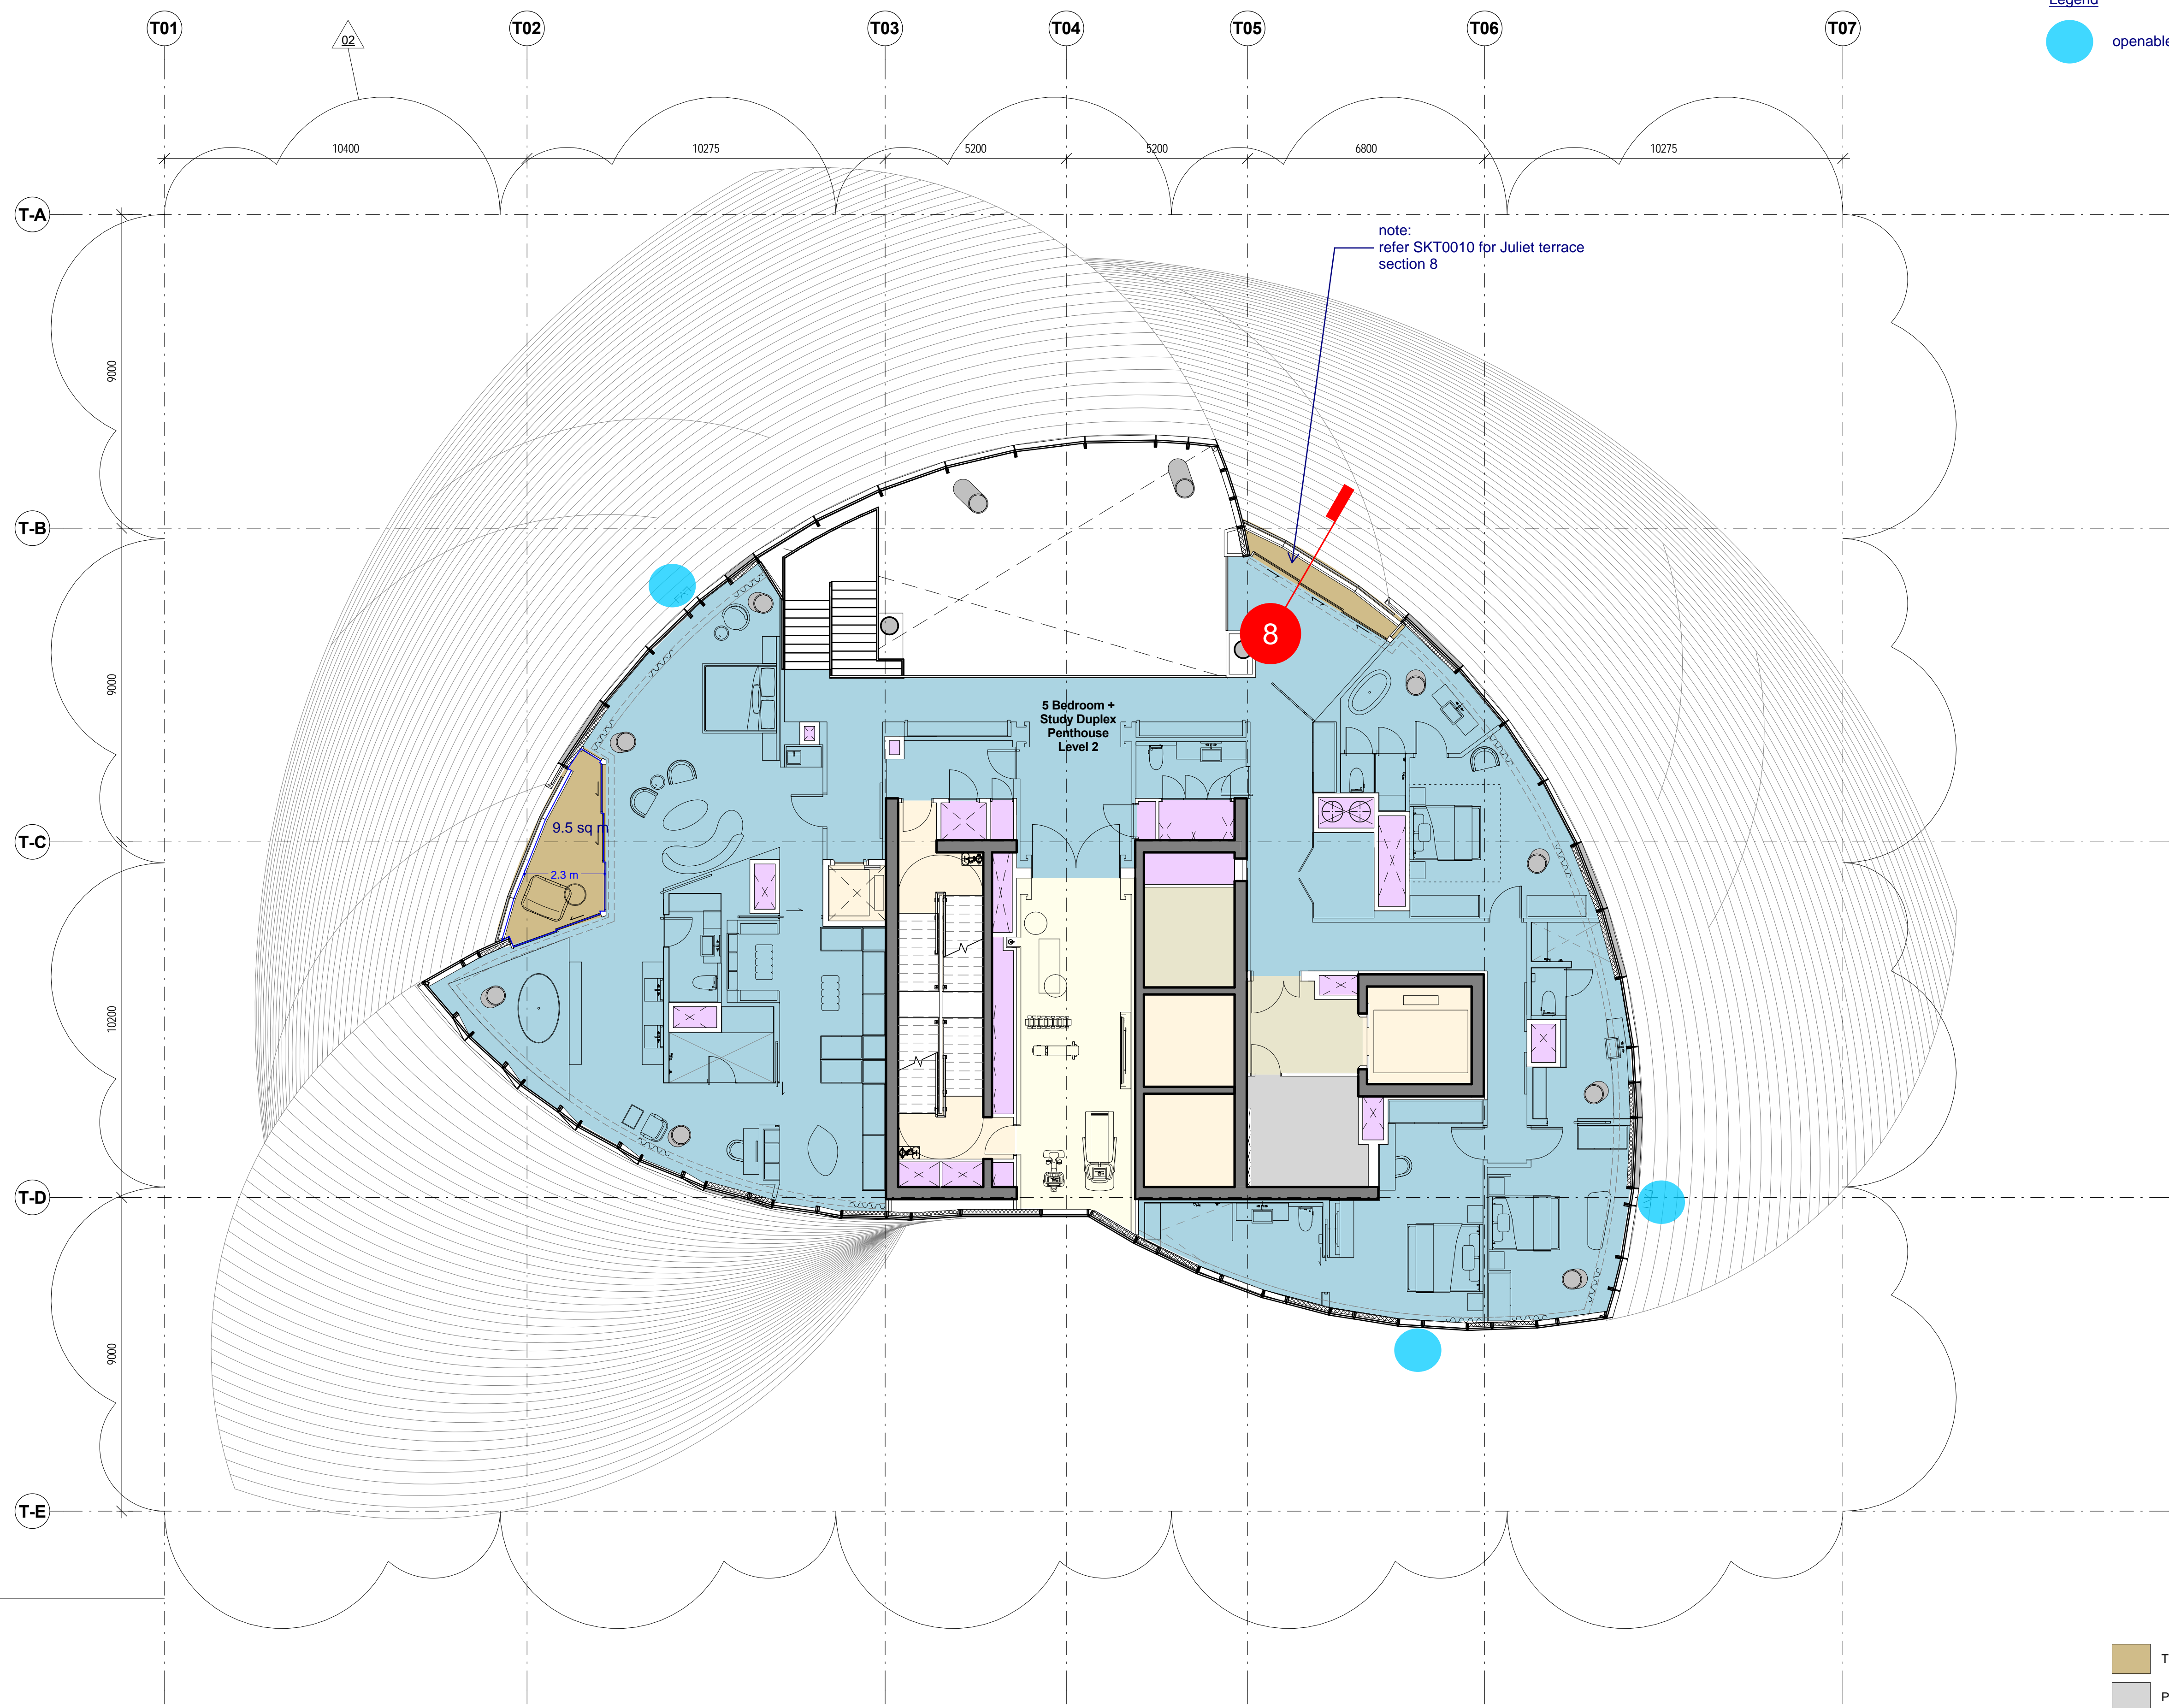 Legend
openable
T01
T02
T03
T04
T05
T06
T07
02
10400
10275
5200
5200
6800
10275
T-A
T-B
T-C
T-D
T-E
9000
9000
10200
9000
note:
refer SKT0010 for Juliet terrace
section 8
8
5 Bedroom +
Study Duplex
Penthouse
Level 2
9.5 sq m
2.3 m
T
P